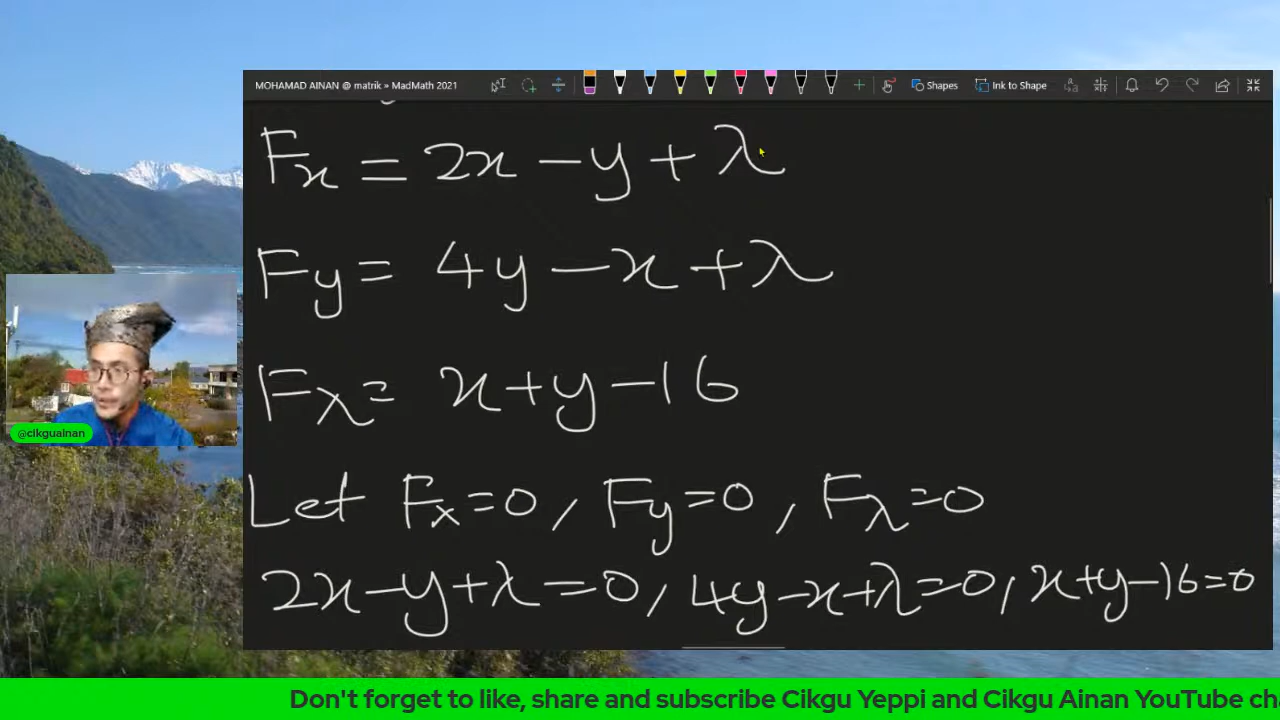 MOHAMAD AINAN @ matrik » MadMath 2021
Shapes
Ink to Shape
Fx = 2x - y + λ
Fy = 4y - x + λ
Fλ = x + y - 16
Let Fx = 0, Fy = 0, Fλ = 0
2x - y + λ = 0, 4y - x + λ = 0, x + y - 16 = 0
@cikguainan
Don't forget to like, share and subscribe Cikgu Yeppi and Cikgu Ainan YouTube cha